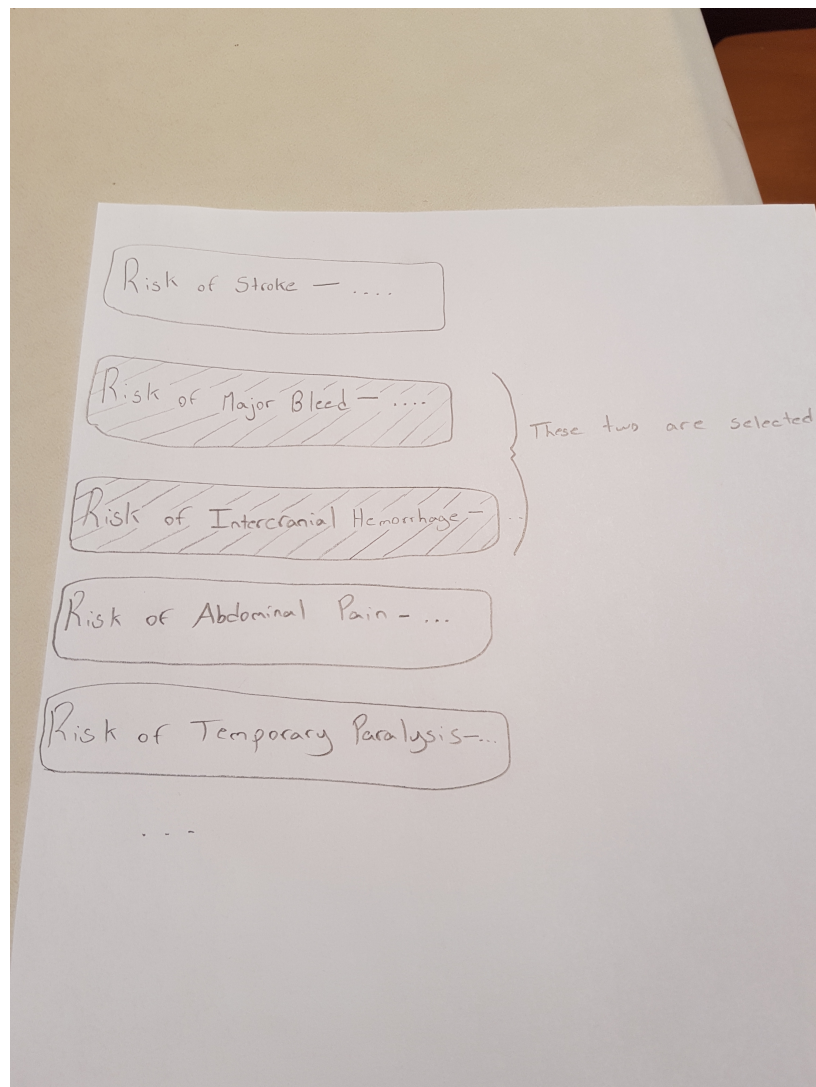 Risk of Stroke — ....
Risk of Major Bleed — ....
These two are selected
Risk of Intercranial Hemorrhage - ...
Risk of Abdominal Pain - ...
Risk of Temporary Paralysis - ...
...